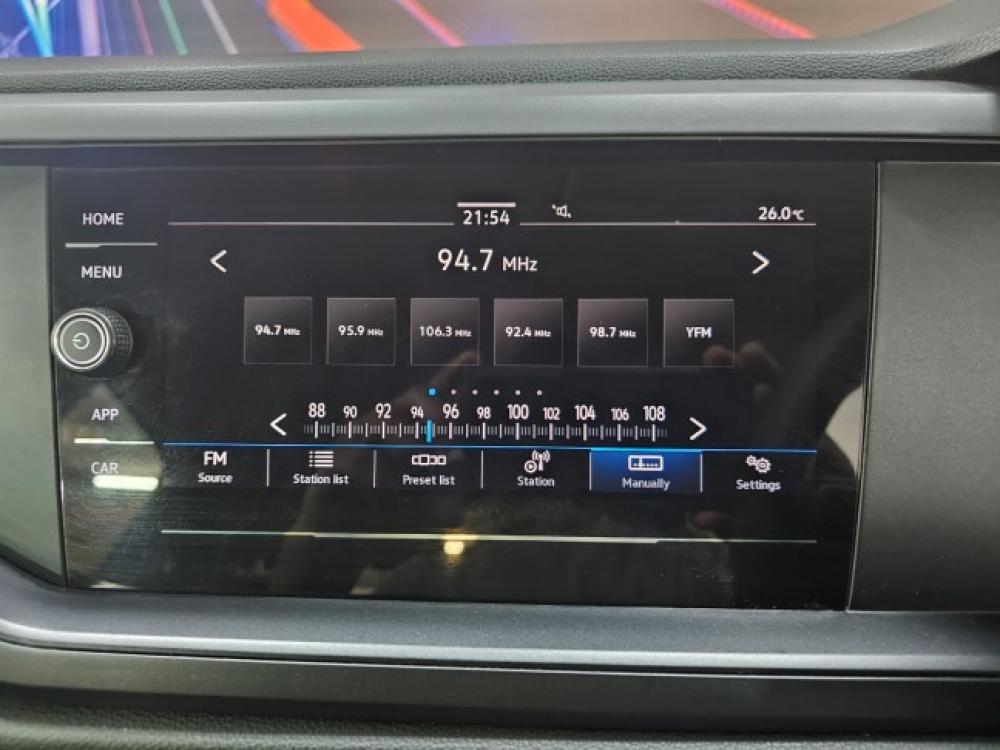 HOME
MENU
APP
CAR
21:54
26.0℃
94.7 MHz
94.7 MHz 95.9 MHz 106.3 MHz 92.4 MHz 98.7 MHz YFM
88 90 92 94 96 98 100 102 104 106 108
FM
Source Station list Preset list Station Manually Settings